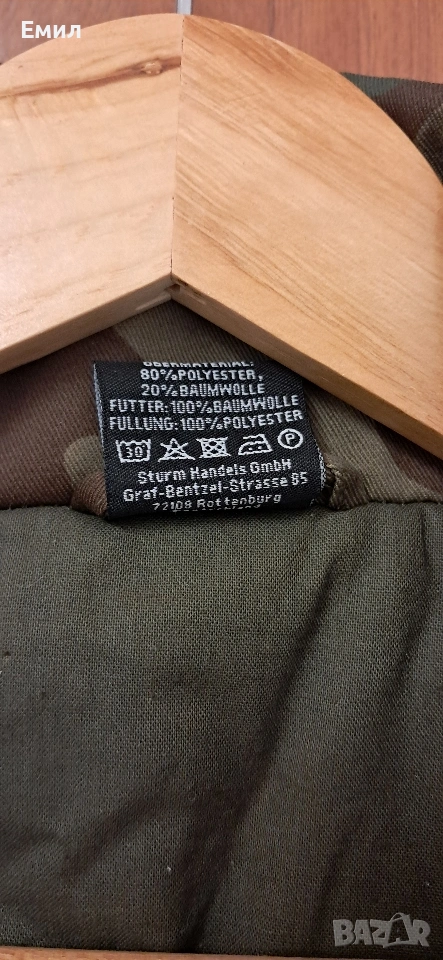 Емил
OBERMATERIAL:
80%POLYESTER,
20%BAUMWOLLE
FUTTER:100%BAUMWOLLE
FÜLLUNG:100%POLYESTER
30 P
Sturm Handels GmbH
Graf-Bentzel-Strasse 85
72108 Rottenburg
BAZAR